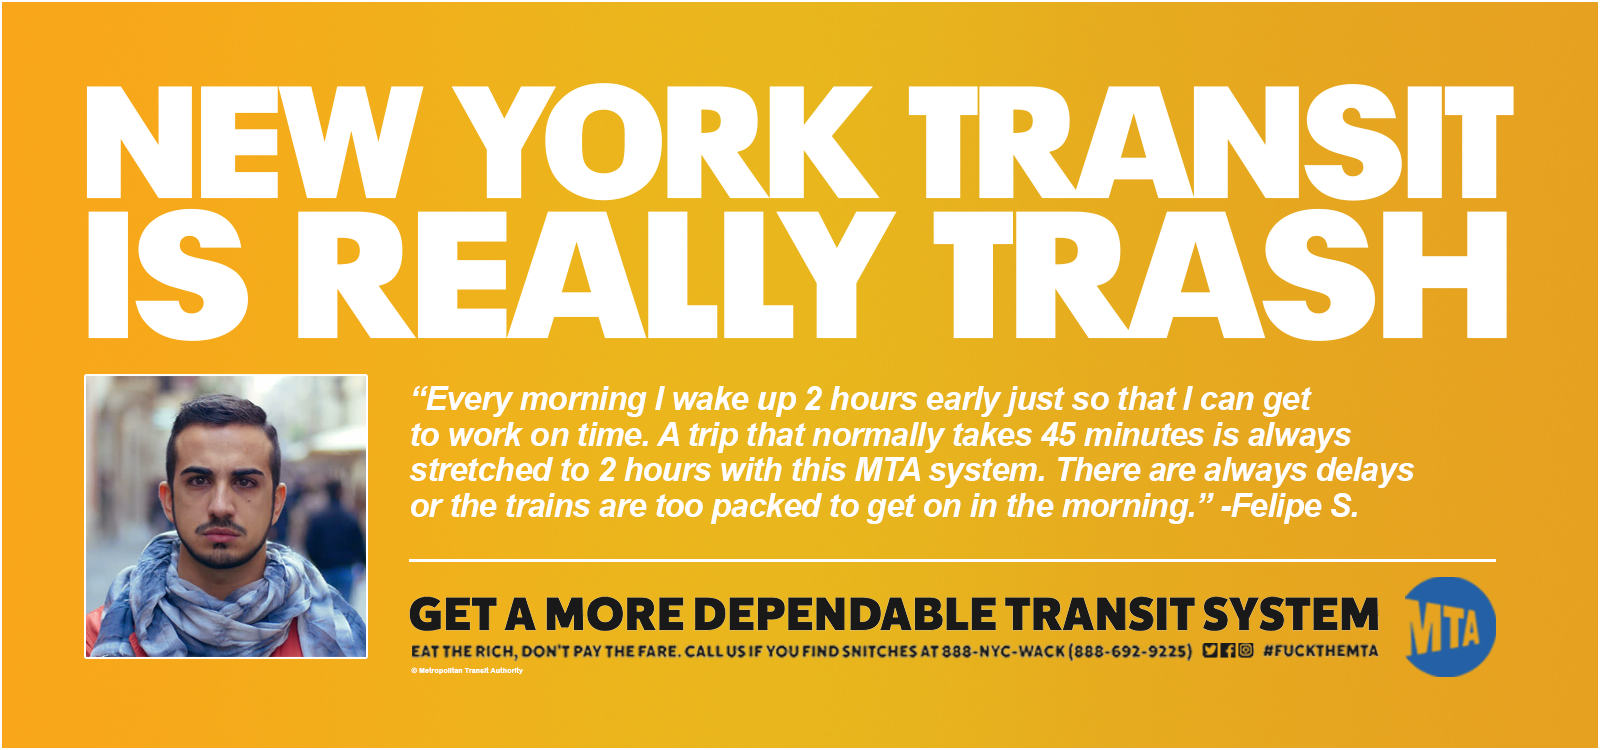 NEW YORK TRANSIT
IS REALLY TRASH
“Every morning I wake up 2 hours early just so that I can get
to work on time. A trip that normally takes 45 minutes is always
stretched to 2 hours with this MTA system. There are always delays
or the trains are too packed to get on in the morning.” -Felipe S.
GET A MORE DEPENDABLE TRANSIT SYSTEM
EAT THE RICH, DON'T PAY THE FARE. CALL US IF YOU FIND SNITCHES AT 888-NYC-WACK (888-692-9225) #FUCKTHEMTA
© Metropolitan Transit Authority
MTA